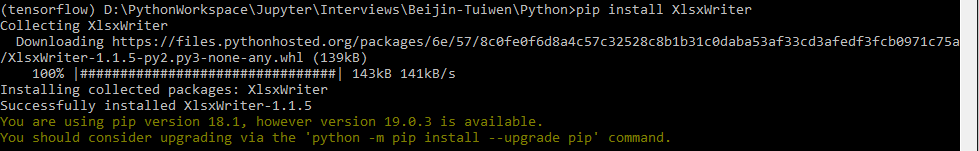 (tensorflow) D:\PythonWorkspace\Jupyter\Interviews\Beijin-Tuiwen\Python>pip install XlsxWriter
Collecting XlsxWriter
  Downloading https://files.pythonhosted.org/packages/6e/57/8c0fe0f6d8a4c57c32528c8b1b31c0daba53af33cd3afedf3fcb0971c75a
/XlsxWriter-1.1.5-py2.py3-none-any.whl (139kB)
    100% |################################| 143kB 141kB/s
Installing collected packages: XlsxWriter
Successfully installed XlsxWriter-1.1.5
You are using pip version 18.1, however version 19.0.3 is available.
You should consider upgrading via the 'python -m pip install --upgrade pip' command.